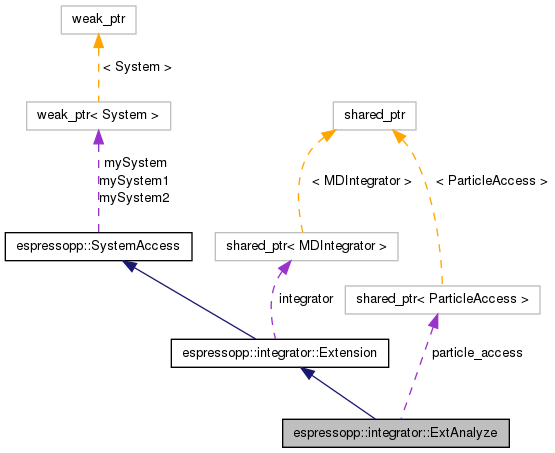 weak_ptr
< System >
weak_ptr< System >
shared_ptr
mySystem
mySystem1
mySystem2
< MDIntegrator >
< ParticleAccess >
espressopp::SystemAccess
shared_ptr< MDIntegrator >
integrator
shared_ptr< ParticleAccess >
espressopp::integrator::Extension
particle_access
espressopp::integrator::ExtAnalyze